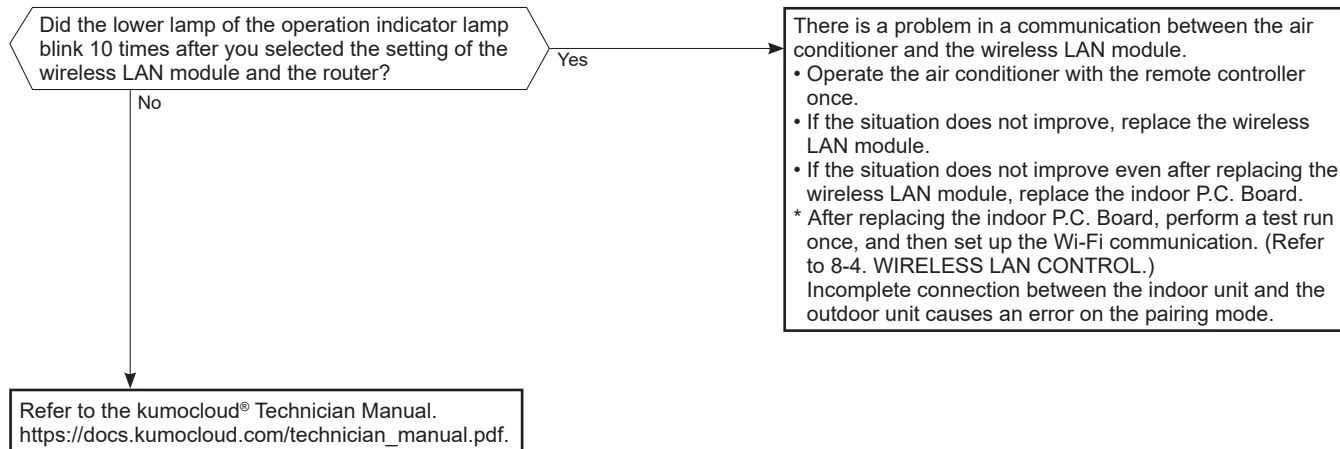 Did the lower lamp of the operation indicator lamp
blink 10 times after you selected the setting of the
wireless LAN module and the router?
Yes
No
There is a problem in a communication between the air
conditioner and the wireless LAN module.
• Operate the air conditioner with the remote controller
once.
• If the situation does not improve, replace the wireless
LAN module.
• If the situation does not improve even after replacing the
wireless LAN module, replace the indoor P.C. Board.
* After replacing the indoor P.C. Board, perform a test run
once, and then set up the Wi-Fi communication. (Refer
to 8-4. WIRELESS LAN CONTROL.)
Incomplete connection between the indoor unit and the
outdoor unit causes an error on the pairing mode.
Refer to the kumocloud® Technician Manual.
https://docs.kumocloud.com/technician_manual.pdf.